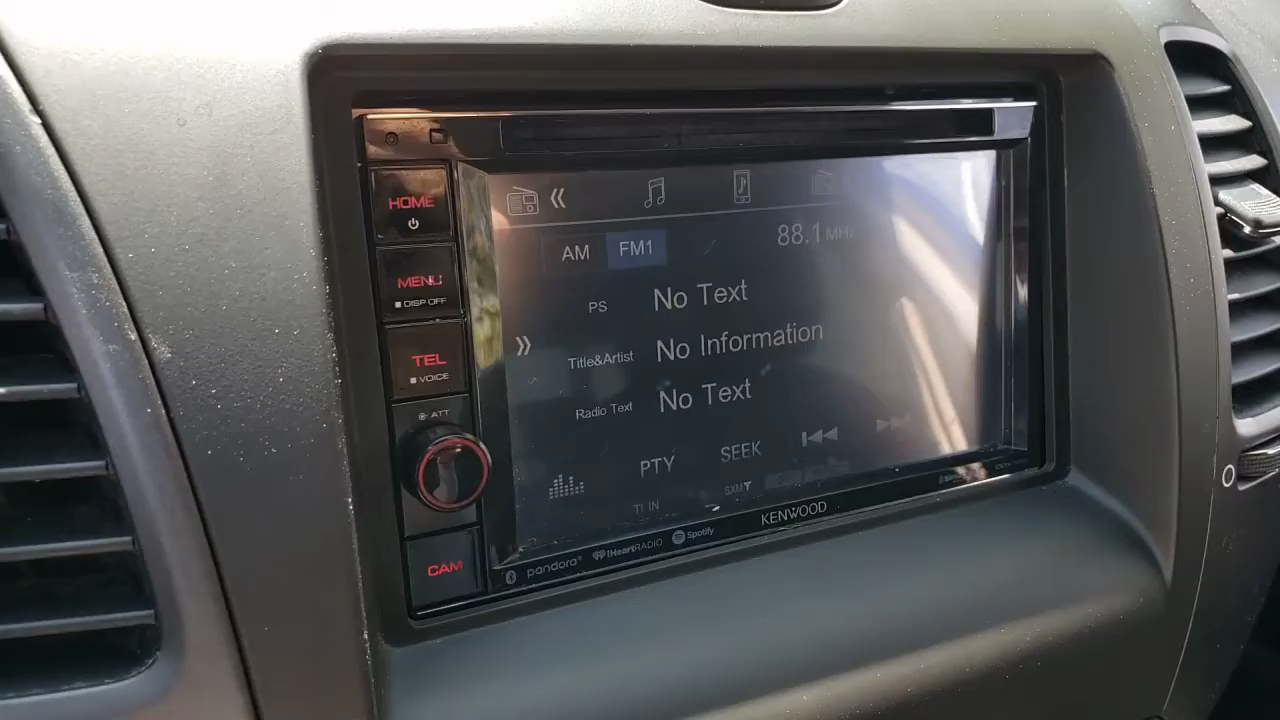 HOME
MENU
DISP OFF
TEL
VOICE
ATT
CAM
AM FM1 88.1 MHz
PS No Text
Title&Artist No Information
Radio Text No Text
PTY SEEK
TI IN
SXM
KENWOOD
pandora iHeartRADIO Spotify